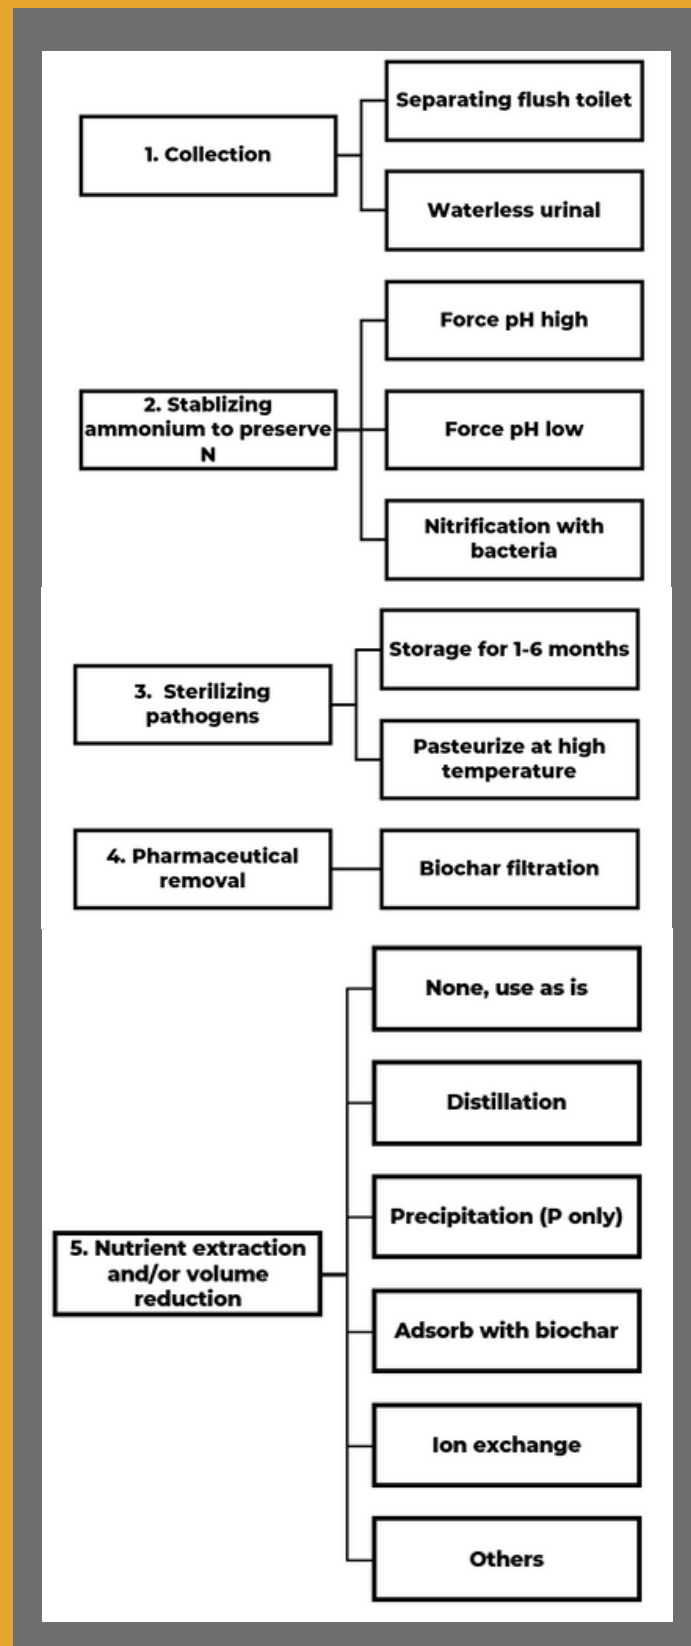 Separating flush toilet
1. Collection
Waterless urinal
Force pH high
2. Stablizing
ammonium to preserve
N
Force pH low
Nitrification with
bacteria
Storage for 1-6 months
3. Sterilizing
pathogens
Pasteurize at high
temperature
4. Pharmaceutical
removal
Biochar filtration
None, use as is
Distillation
Precipitation (P only)
5. Nutrient extraction
and/or volume
reduction
Adsorb with biochar
Ion exchange
Others